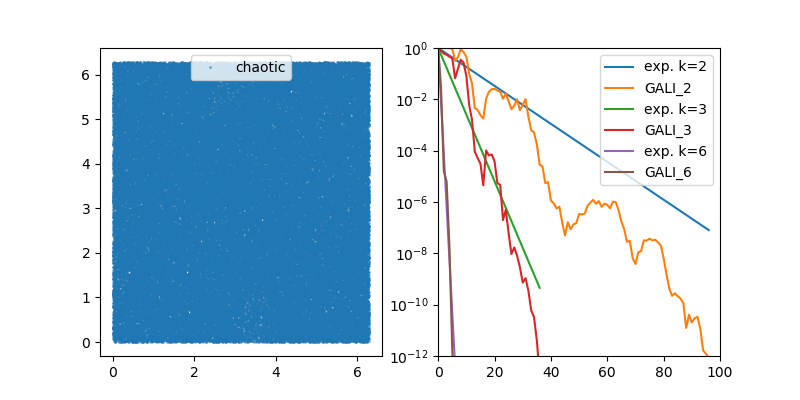 chaotic
6
5
4
3
2
1
0
0 2 4 6
10^0
10^−2
10^−4
10^−6
10^−8
10^−10
10^−12
0 20 40 60 80 100
exp. k=2
GALI_2
exp. k=3
GALI_3
exp. k=6
GALI_6